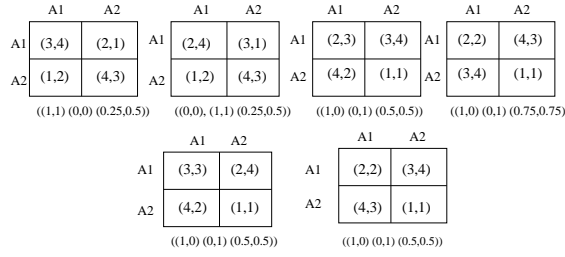 A1 A2 A1 A2 A1 A2 A1 A2
A1 (3,4) (2,1) A1 (2,4) (3,1) A1 (2,3) (3,4) A1 (2,2) (4,3)
A2 (1,2) (4,3) A2 (1,2) (4,3) A2 (4,2) (1,1) A2 (3,4) (1,1)
((1,1) (0,0) (0.25,0.5)) ((0,0), (1,1) (0.25,0.5)) ((1,0) (0,1) (0.5,0.5)) ((1,0) (0,1) (0.75,0.75))
A1 A2 A1 A2
A1 (3,3) (2,4) A1 (2,2) (3,4)
A2 (4,2) (1,1) A2 (4,3) (1,1)
((1,0) (0,1) (0.5,0.5)) ((1,0) (0,1) (0.5,0.5))